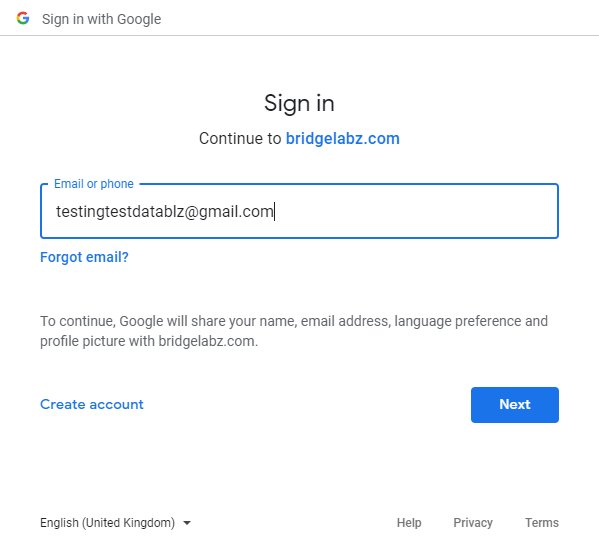 Sign in with Google
Sign in
Continue to bridgelabz.com
Email or phone
testingtestdatablz@gmail.com
Forgot email?
To continue, Google will share your name, email address, language preference and
profile picture with bridgelabz.com.
Create account
Next
English (United Kingdom)
Help
Privacy
Terms